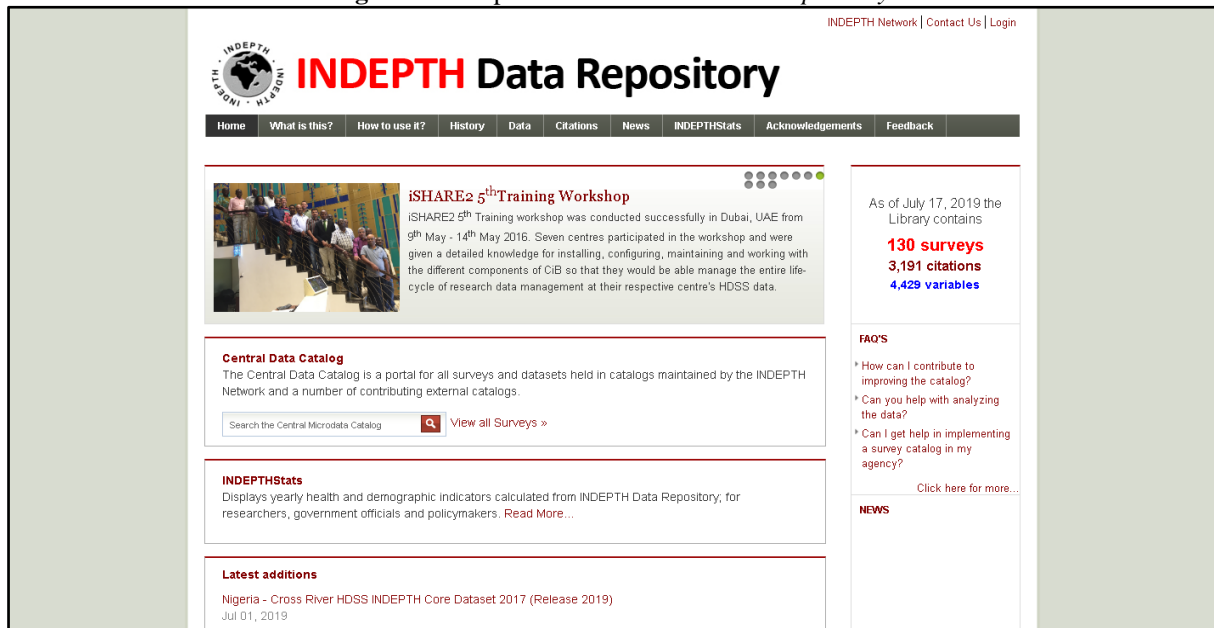 INDEPTH Network | Contact Us | Login
INDEPTH · INDEPTH · INDEPTH ·
INDEPTH Data Repository
Home What is this? How to use it? History Data Citations News INDEPTHStats Acknowledgements Feedback
iSHARE2 5th Training Workshop
iSHARE2 5th Training workshop was conducted successfully in Dubai, UAE from
9th May - 14th May 2016. Seven centres participated in the workshop and were
given a detailed knowledge for installing, configuring, maintaining and working with
the different components of CiB so that they would be able manage the entire life-
cycle of research data management at their respective centre's HDSS data.
As of July 17, 2019 the
Library contains
130 surveys
3,191 citations
4,429 variables
Central Data Catalog
The Central Data Catalog is a portal for all surveys and datasets held in catalogs maintained by the INDEPTH
Network and a number of contributing external catalogs.
Search the Central Microdata Catalog View all Surveys »
FAQ'S
How can I contribute to
improving the catalog?
Can you help with analyzing
the data?
Can I get help in implementing
a survey catalog in my
agency?
Click here for more...
NEWS
INDEPTHStats
Displays yearly health and demographic indicators calculated from INDEPTH Data Repository; for
researchers, government officials and policymakers. Read More...
Latest additions
Nigeria - Cross River HDSS INDEPTH Core Dataset 2017 (Release 2019)
Jul 01, 2019